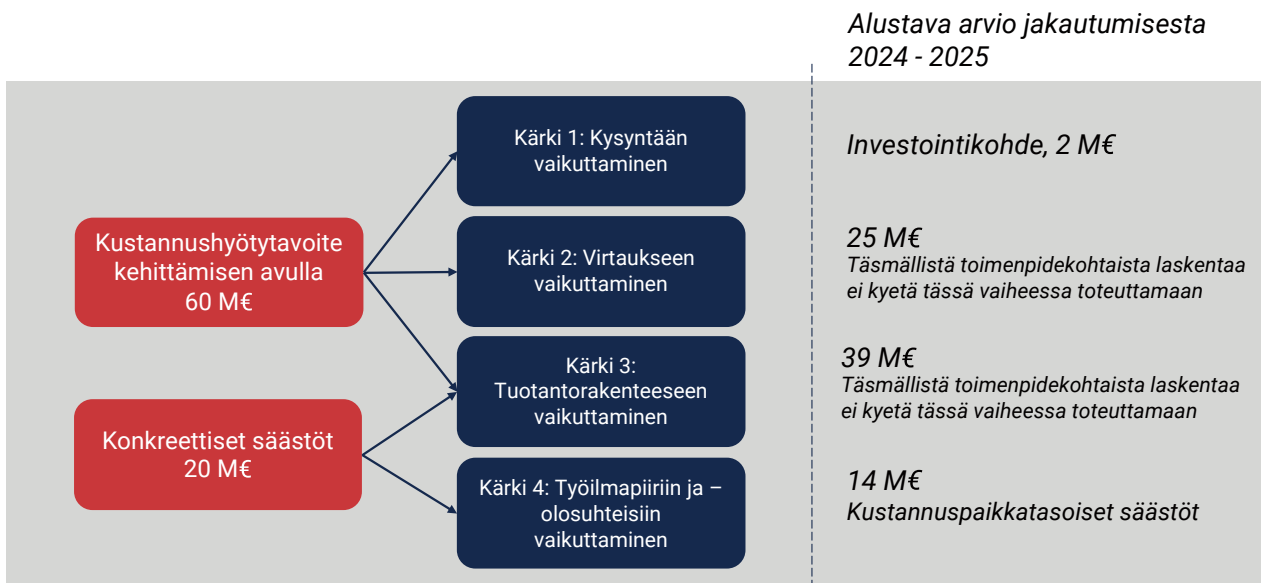 Alustava arvio jakautumisesta
2024 - 2025
Kustannushyötytavoite
kehittämisen avulla
60 M€
Konkreettiset säästöt
20 M€
Kärki 1: Kysyntään
vaikuttaminen
Investointikohde, 2 M€
Kärki 2: Virtaukseen
vaikuttaminen
25 M€
Täsmällistä toimenpidekohtaista laskentaa
ei kyetä tässä vaiheessa toteuttamaan
Kärki 3:
Tuotantorakenteeseen
vaikuttaminen
39 M€
Täsmällistä toimenpidekohtaista laskentaa
ei kyetä tässä vaiheessa toteuttamaan
Kärki 4: Työilmapiiriin ja –
olosuhteisiin
vaikuttaminen
14 M€
Kustannuspaikkatasoiset säästöt